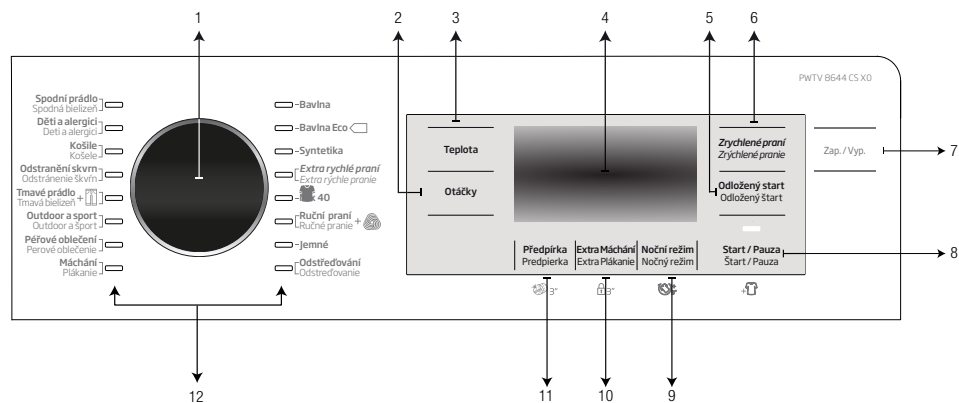 1
2
3
4
5
6
PWTV 8644 CS X0
Spodní prádlo
Spodná bielizeň
Děti a alergici
Deti a alergici
Košile
Košele
Odstranění skvrn
Odstránenie škvŕn
Tmavé prádlo
Tmavá bielizeň +
Outdoor a sport
Outdoor a šport
Péřové oblečení
Perové oblečenie
Máchání
Plákanie
Bavlna
Bavlna Eco
Syntetika
Extra rychlé praní
Extra rýchle pranie
x 40
Ruční praní
Ručné pranie +
Jemné
Odstřeďování
Odstreďovanie
Teplota
Otáčky
Zrychlené praní
Zrýchlené pranie
Odložený start
Odložený štart
Zap. / Vyp.
7
Předpírka
Predpierka
Extra Máchání
Extra Plákanie
Noční režim
Nočný režim
Start / Pauza
Štart / Pauza
8
3"
3"
3"
+
12
11
10
9